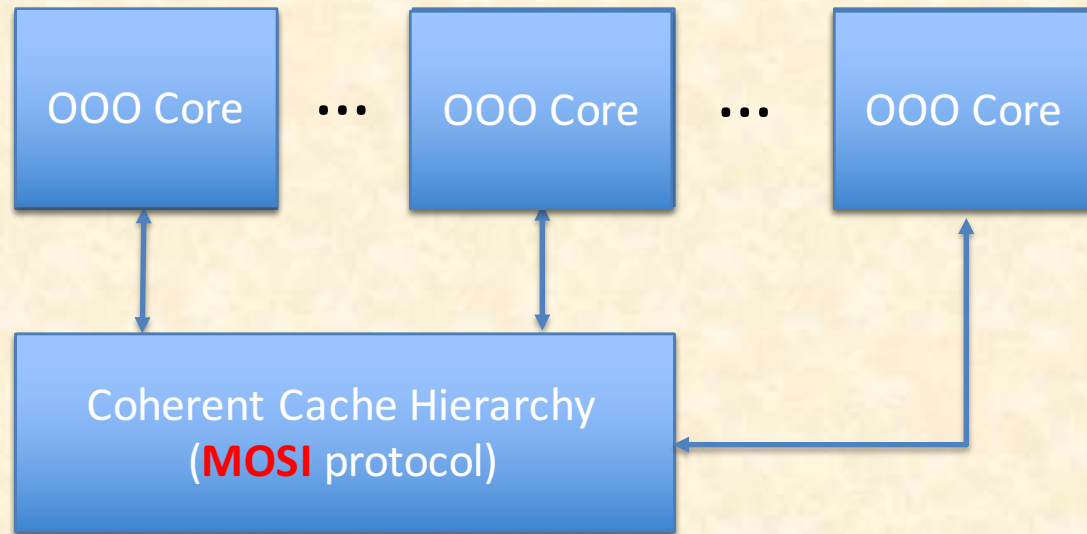 OOO Core ... OOO Core ... OOO Core
Coherent Cache Hierarchy
(MOSI protocol)